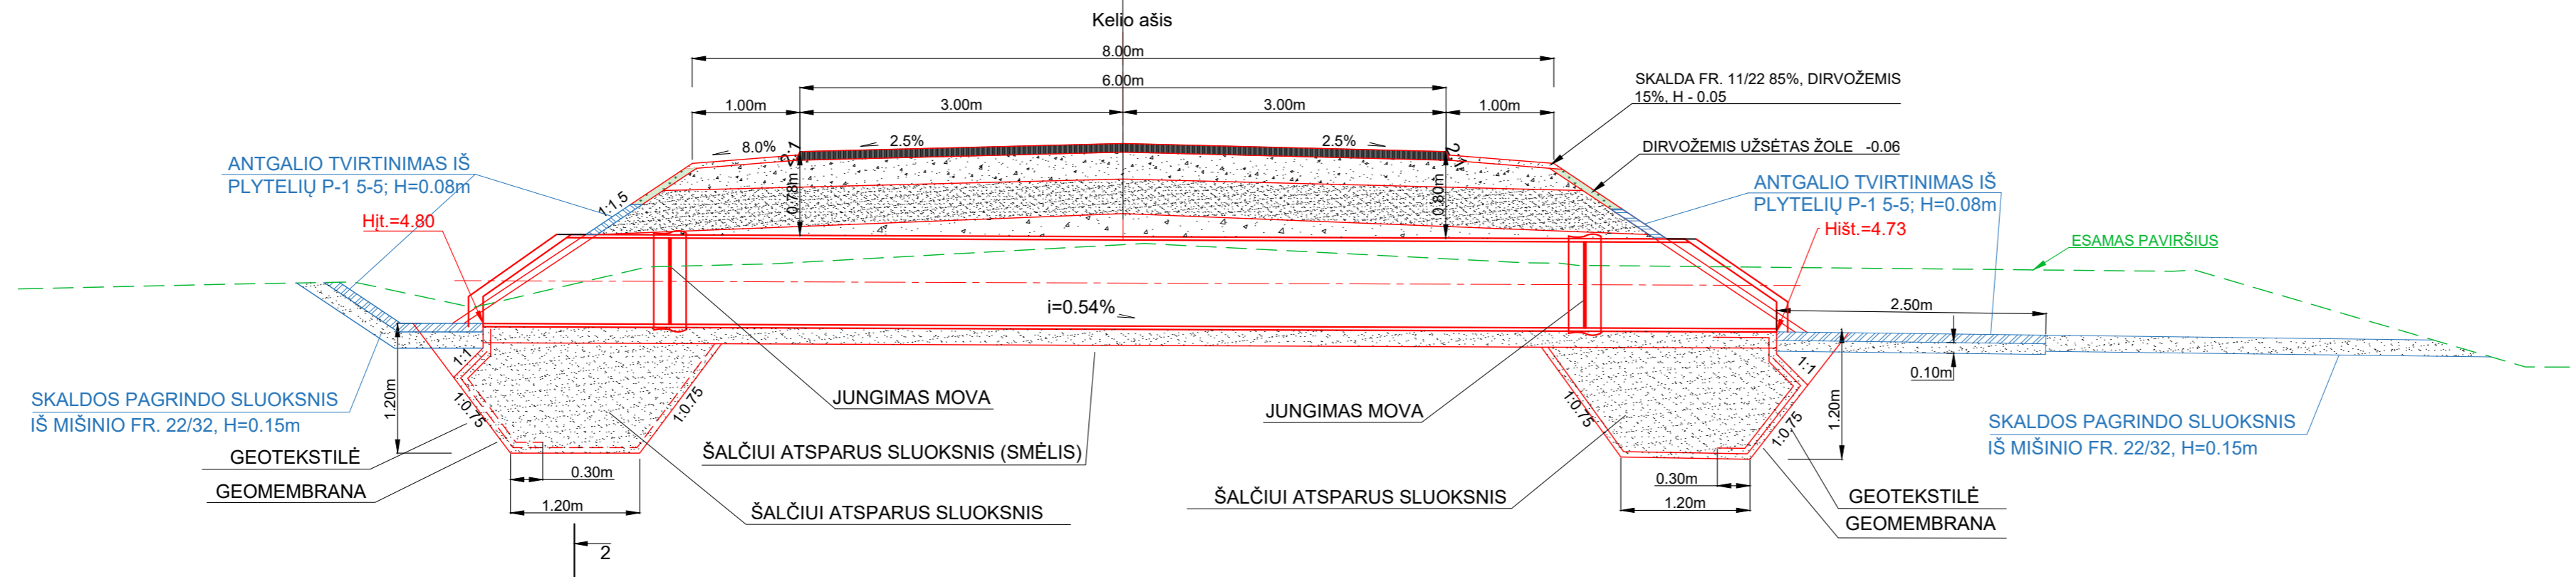 Kelio ašis
8.00m
6.00m
1.00m
3.00m
3.00m
1.00m
SKALDA FR. 11/22 85%, DIRVOŽEMIS
15%, H - 0.05
8.0%
2.5%
2.5%
DIRVOŽEMIS UŽSĖTAS ŽOLE -0.06
ANTGALIO TVIRTINIMAS IŠ
PLYTELIŲ P-1 5-5; H=0.08m
ANTGALIO TVIRTINIMAS IŠ
PLYTELIŲ P-1 5-5; H=0.08m
1:1,5
0.78m
0.80m
Hįt.=4.80
Hišt.=4.73
ESAMAS PAVIRŠIUS
i=0.54%
2.50m
0.10m
1:1
1:1
1.20m
1:0.75
1:0.75
1:0.75
1:0.75
1.20m
SKALDOS PAGRINDO SLUOKSNIS
IŠ MIŠINIO FR. 22/32, H=0.15m
JUNGIMAS MOVA
JUNGIMAS MOVA
SKALDOS PAGRINDO SLUOKSNIS
IŠ MIŠINIO FR. 22/32, H=0.15m
GEOTEKSTILĖ
GEOMEMBRANA
ŠALČIUI ATSPARUS SLUOKSNIS (SMĖLIS)
0.30m
0.30m
1.20m
1.20m
ŠALČIUI ATSPARUS SLUOKSNIS
ŠALČIUI ATSPARUS SLUOKSNIS
GEOTEKSTILĖ
GEOMEMBRANA
2